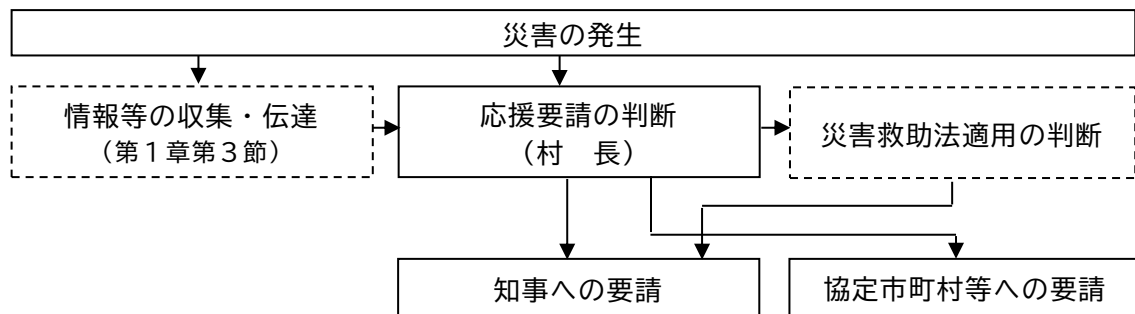 災害の発生
情報等の収集・伝達
（第１章第３節）
応援要請の判断
（村　長）
災害救助法適用の判断
知事への要請
協定市町村等への要請